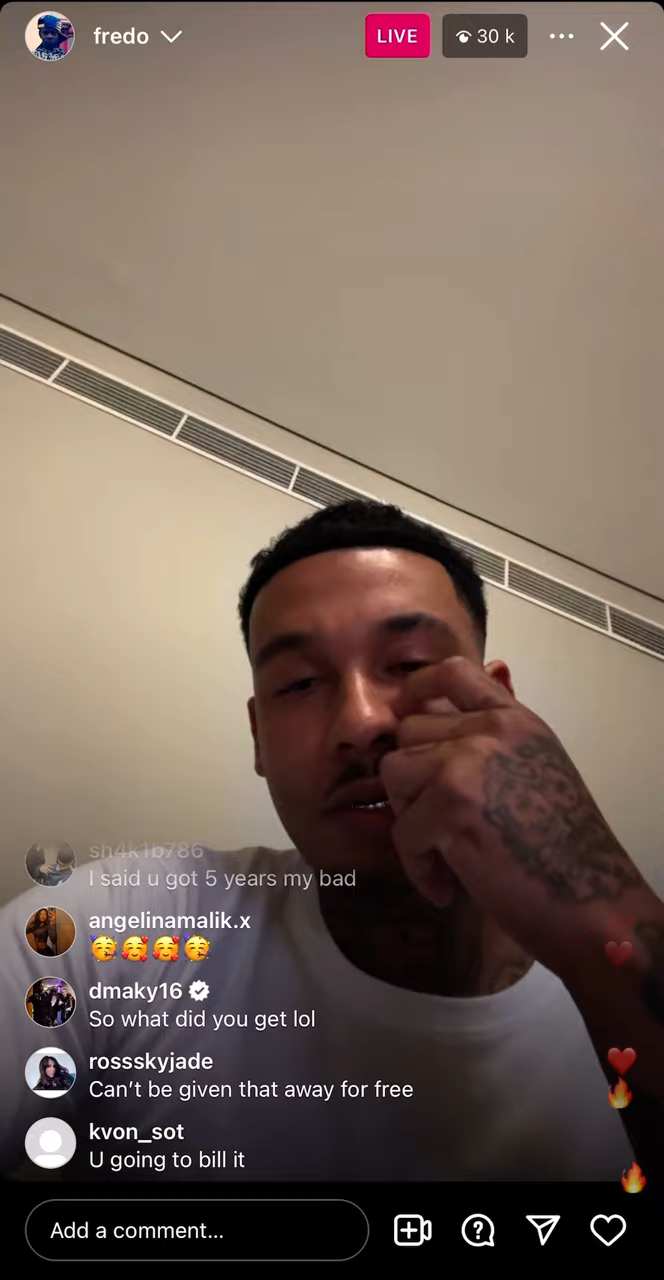 fredo
LIVE
30 k
sh4k1b786
I said u got 5 years my bad
angelinamalik.x
🥳🥰🥰🥳
dmaky16
So what did you get lol
rossskyjade
Can't be given that away for free
kvon_sot
U going to bill it
Add a comment...